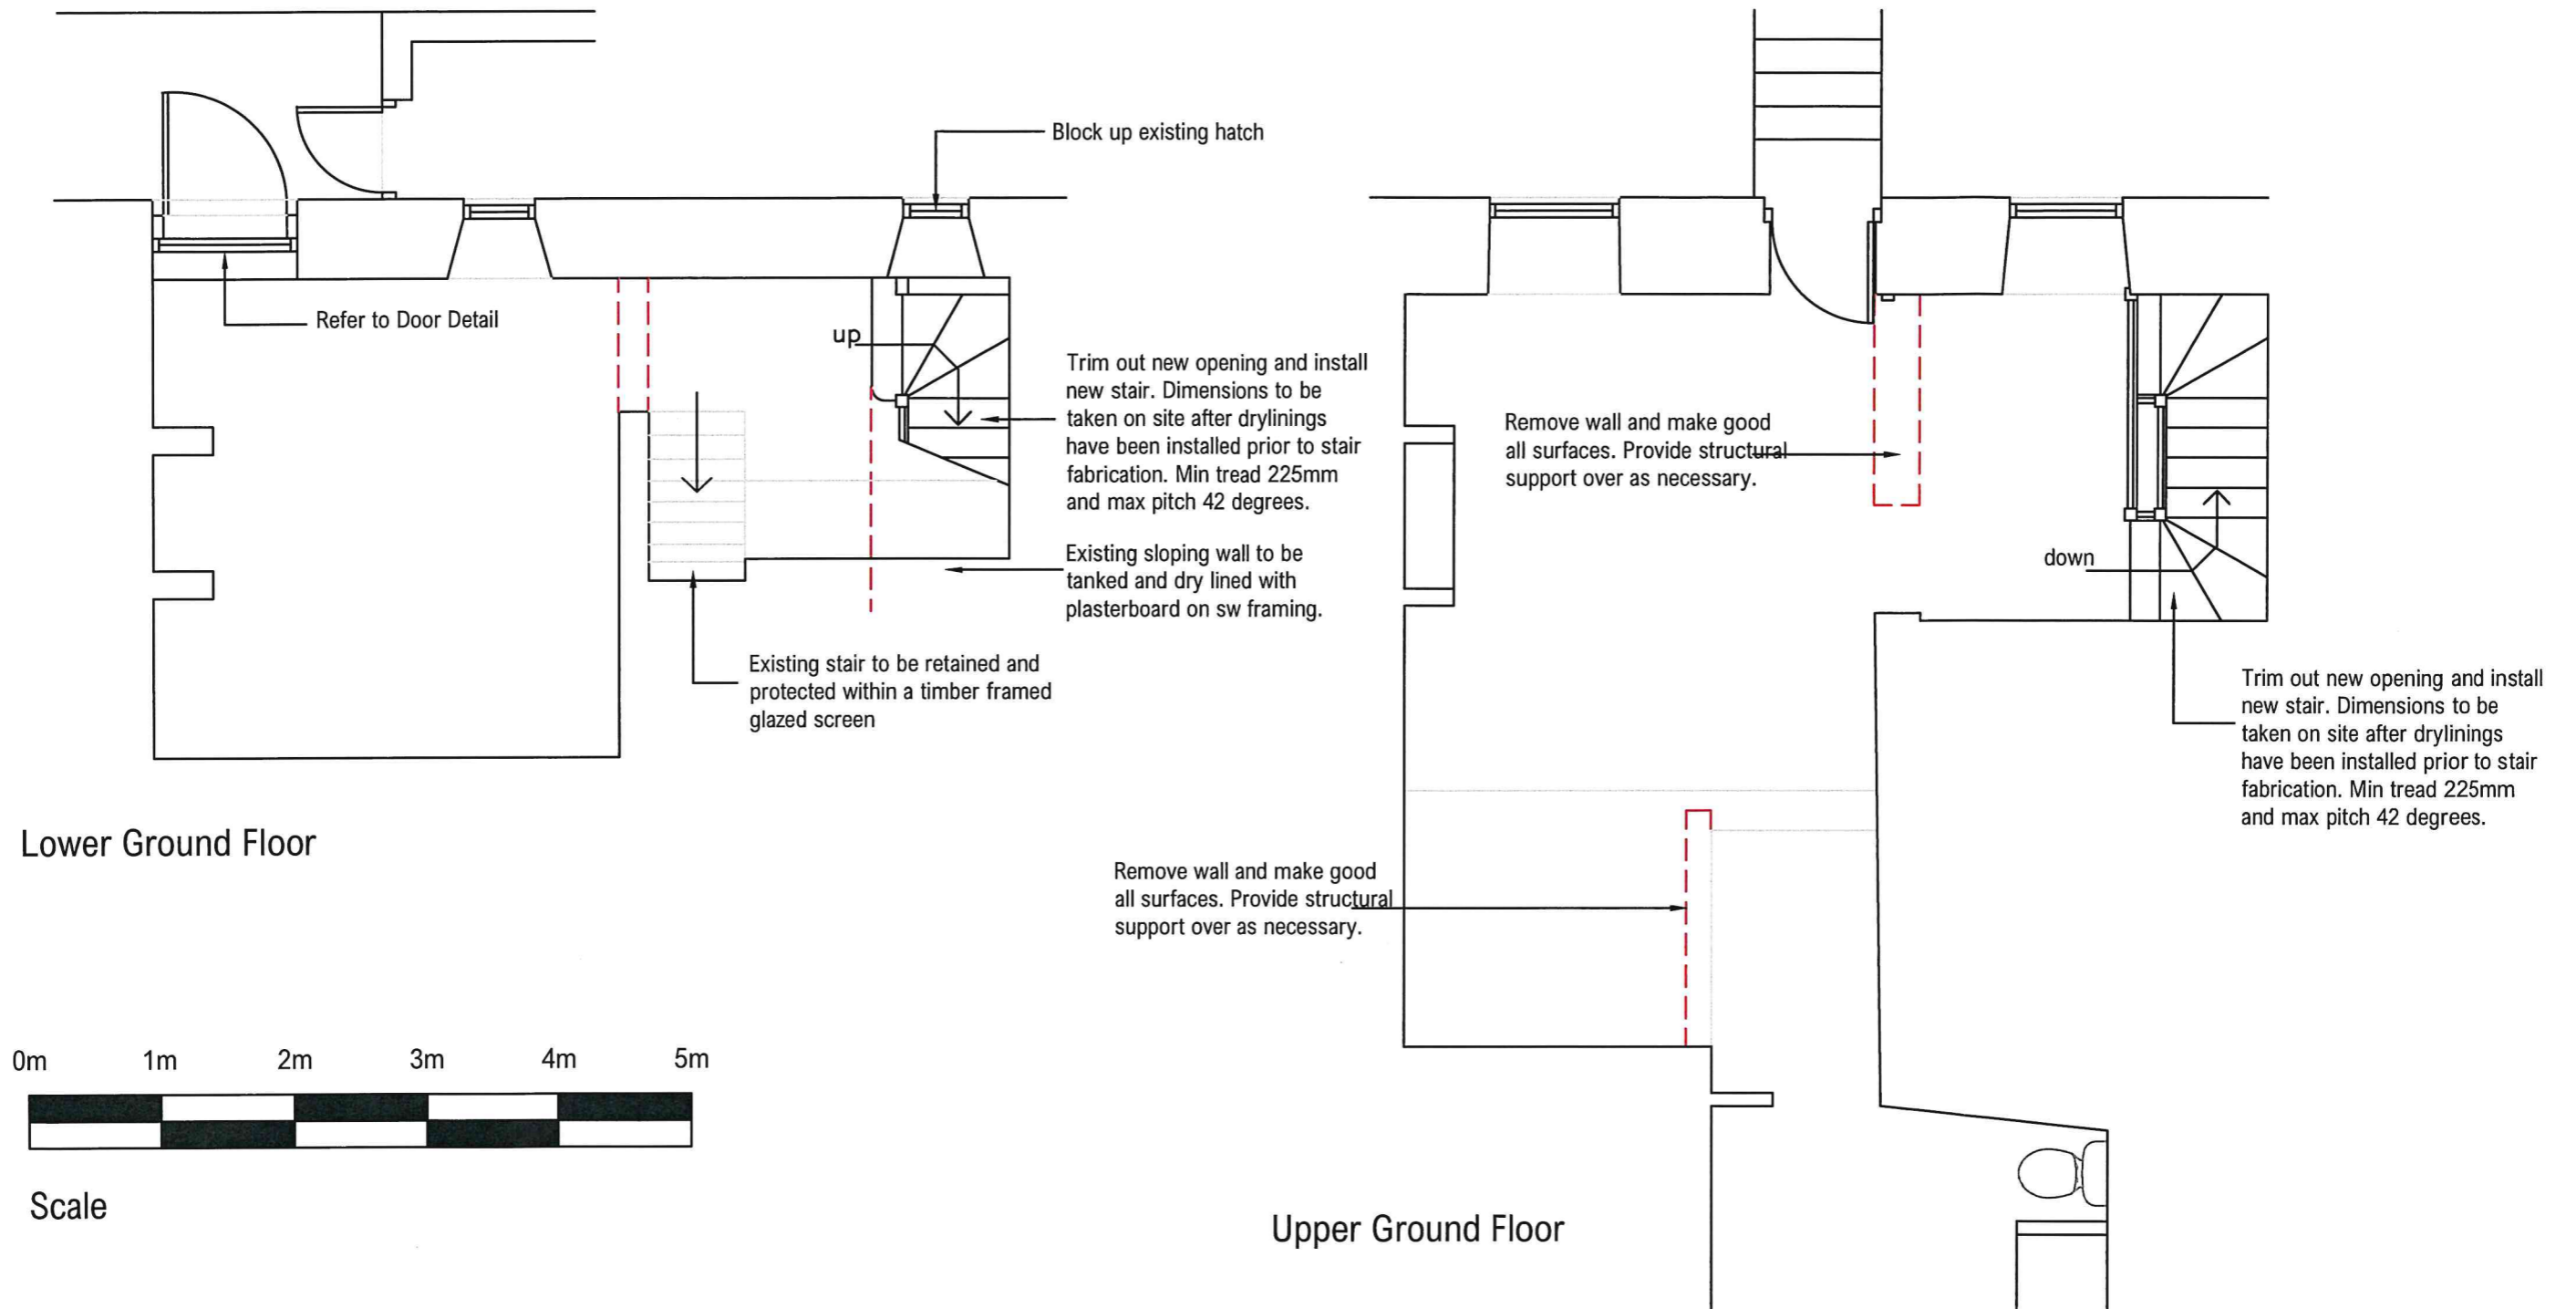 Block up existing hatch
Refer to Door Detail
up
Trim out new opening and install
new stair. Dimensions to be
taken on site after drylinings
have been installed prior to stair
fabrication. Min tread 225mm
and max pitch 42 degrees.
Existing sloping wall to be
tanked and dry lined with
plasterboard on sw framing.
Existing stair to be retained and
protected within a timber framed
glazed screen
Lower Ground Floor
0m 1m 2m 3m 4m 5m
Scale
Remove wall and make good
all surfaces. Provide structural
support over as necessary.
down
Trim out new opening and install
new stair. Dimensions to be
taken on site after drylinings
have been installed prior to stair
fabrication. Min tread 225mm
and max pitch 42 degrees.
Remove wall and make good
all surfaces. Provide structural
support over as necessary.
Upper Ground Floor